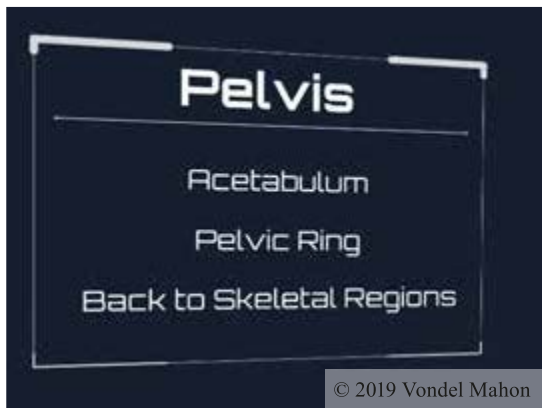 Pelvis
Acetabulum
Pelvic Ring
Back to Skeletal Regions
© 2019 Vondel Mahon